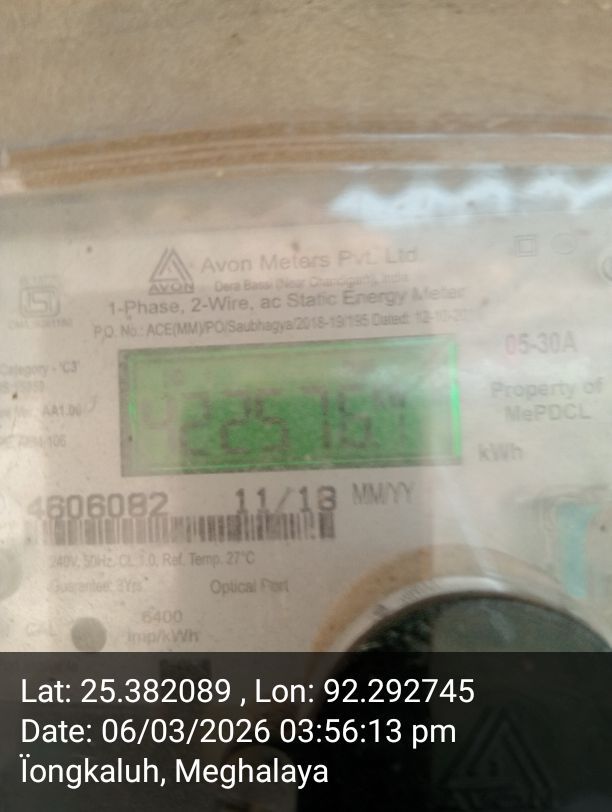 AVON
Avon Meters Pvt. Ltd.
Dera Bassi (Near Chandigarh), India
1-Phase, 2-Wire, ac Static Energy Meter
P.O. No.: ACE(MM)/PO/Saubhagya/2018-19/195 Dated: 12-10-20
Category - 'C3'
05-30A
Property of
MePDCL
kWh
4606082 11/18 MM/YY
240V, 50Hz, Cl. 1.0, Ref. Temp. 27°C
Guarantee: 3Yrs Optical Port
CAL
6400
imp/kWh
Lat: 25.382089 , Lon: 92.292745
Date: 06/03/2026 03:56:13 pm
Ïongkaluh, Meghalaya